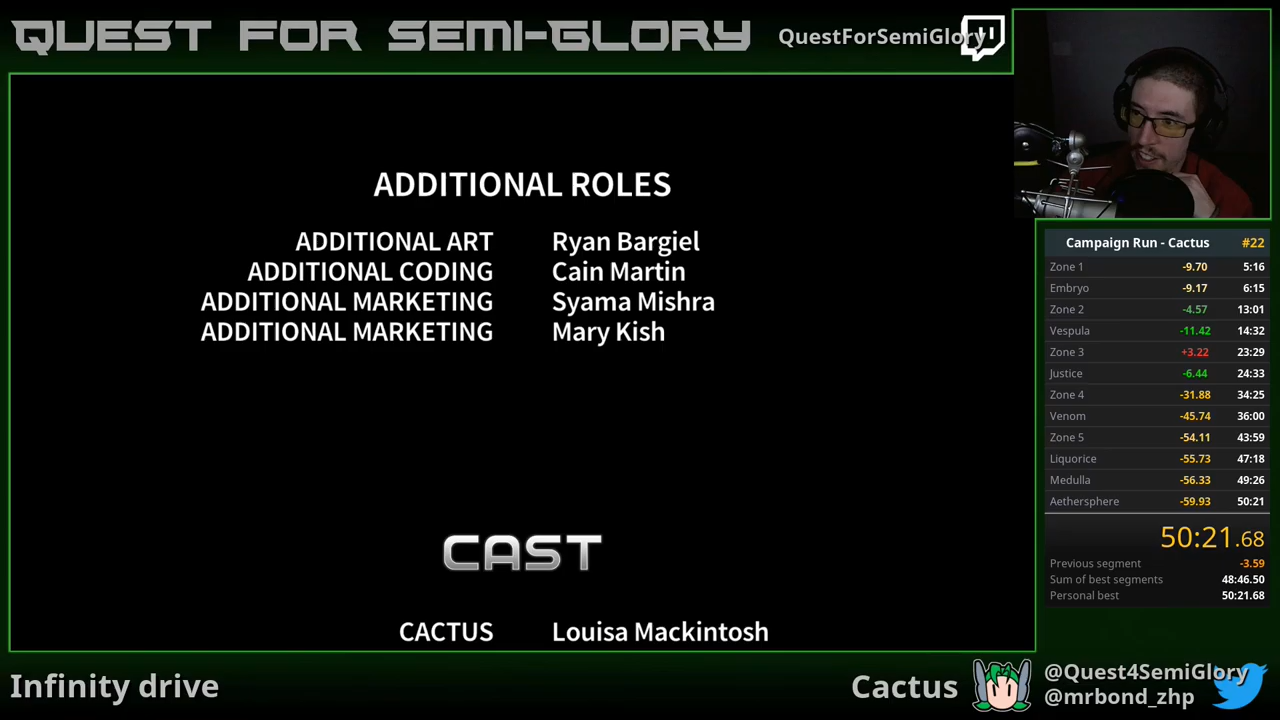 QUEST FOR SEMI-GLORY
QuestForSemiGlory
ADDITIONAL ROLES
ADDITIONAL ART Ryan Bargiel
ADDITIONAL CODING Cain Martin
ADDITIONAL MARKETING Syama Mishra
ADDITIONAL MARKETING Mary Kish
CAST
CACTUS Louisa Mackintosh
Campaign Run - Cactus #22
Zone 1 -9.70 5:16
Embryo -9.17 6:15
Zone 2 -4.57 13:01
Vespula -11.42 14:32
Zone 3 +3.22 23:29
Justice -6.44 24:33
Zone 4 -31.88 34:25
Venom -45.74 36:00
Zone 5 -54.11 43:59
Liquorice -55.73 47:18
Medulla -56.33 49:26
Aethersphere -59.93 50:21
50:21.68
Previous segment -3.59
Sum of best segments 48:46.50
Personal best 50:21.68
Infinity drive
Cactus
@Quest4SemiGlory
@mrbond_zhp